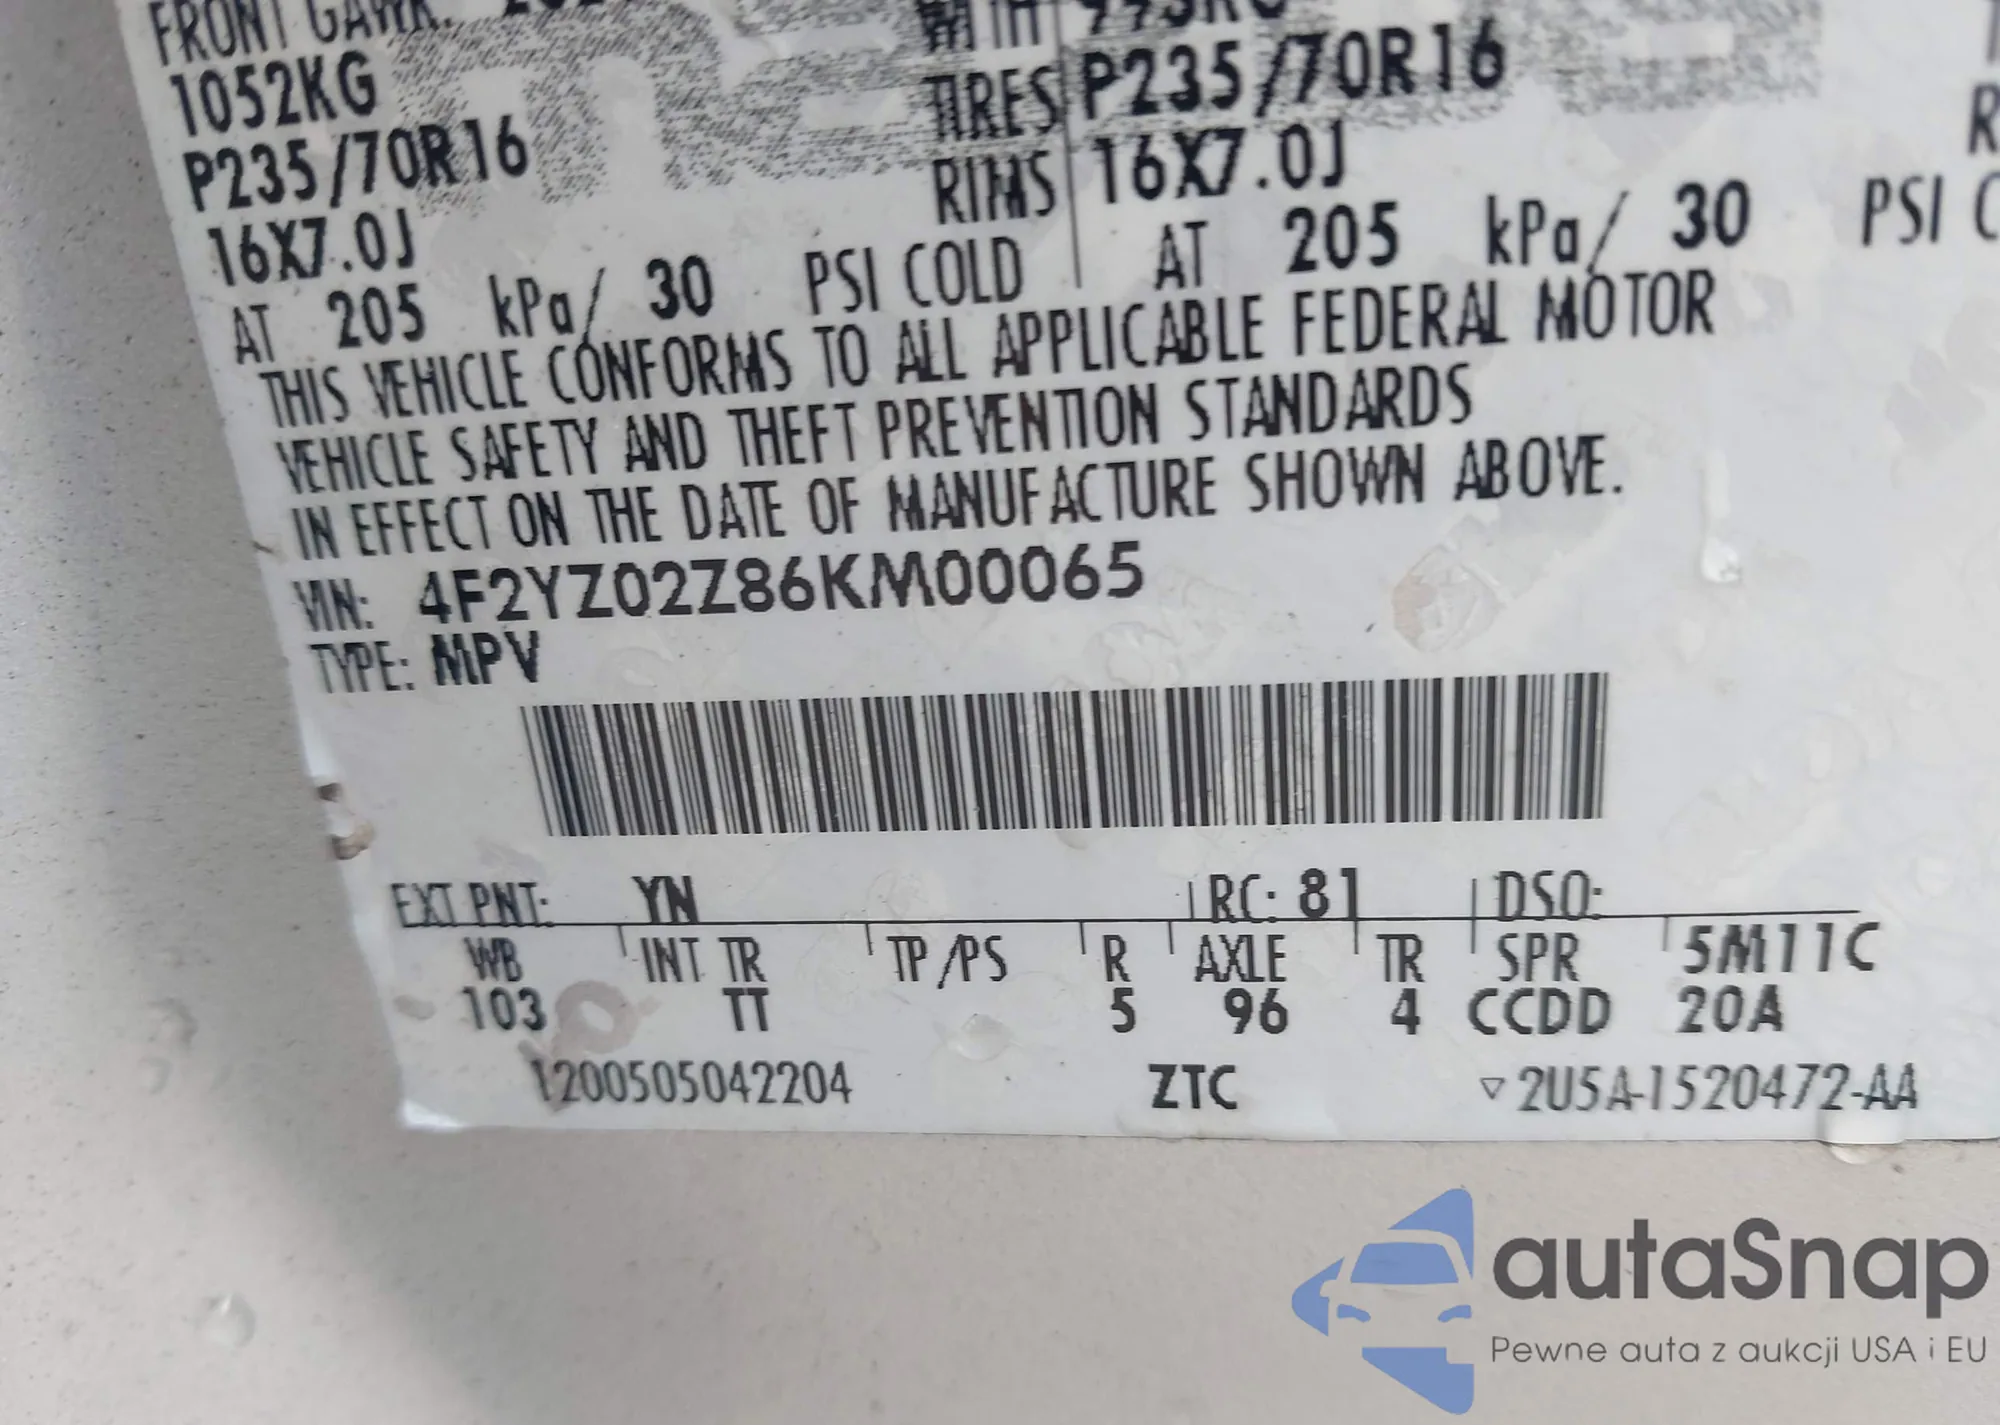 FRONT GAWR:
1052KG
WITH 993KG
P235/70R16
TIRES P235/70R16
16X7.0J
RIMS 16X7.0J
AT 205 kPa/ 30 PSI COLD AT 205 kPa/ 30 PSI
THIS VEHICLE CONFORMS TO ALL APPLICABLE FEDERAL MOTOR
VEHICLE SAFETY AND THEFT PREVENTION STANDARDS
IN EFFECT ON THE DATE OF MANUFACTURE SHOWN ABOVE.
VIN: 4F2YZ02Z86KM00065
TYPE: MPV
EXT PNT: YN RC: 81 DSO:
WB INT TR TP/PS R AXLE TR SPR 5M11C
103 TT 5 96 4 CCDD 20A
1200505042204 ZTC ▽2U5A-1520472-AA
autaSnap
Pewne auta z aukcji USA i EU